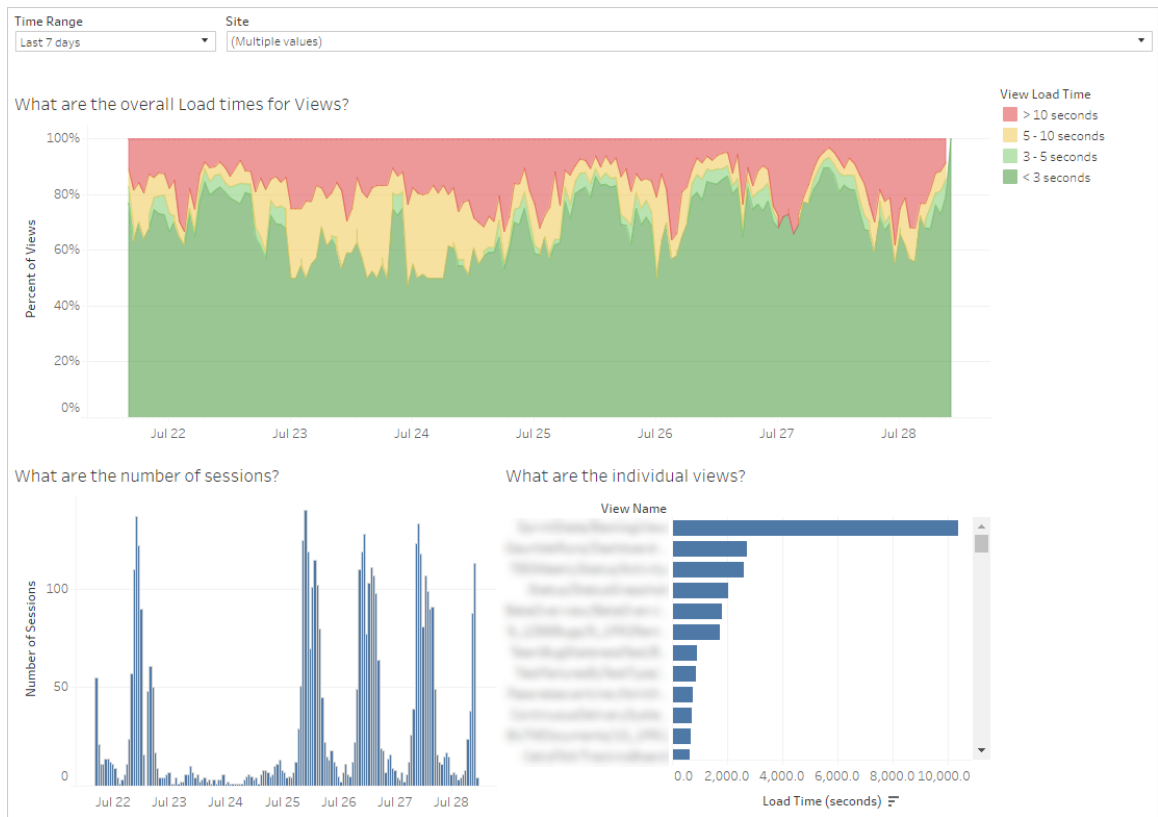 Time Range
Site
Last 7 days
(Multiple values)
What are the overall Load times for Views?
View Load Time
> 10 seconds
5 - 10 seconds
3 - 5 seconds
< 3 seconds
Percent of Views
100%
80%
60%
40%
20%
0%
Jul 22 Jul 23 Jul 24 Jul 25 Jul 26 Jul 27 Jul 28
What are the number of sessions?
Number of Sessions
100
50
0
Jul 22 Jul 23 Jul 24 Jul 25 Jul 26 Jul 27 Jul 28
What are the individual views?
View Name
0.0 2,000.0 4,000.0 6,000.0 8,000.0 10,000.0
Load Time (seconds)